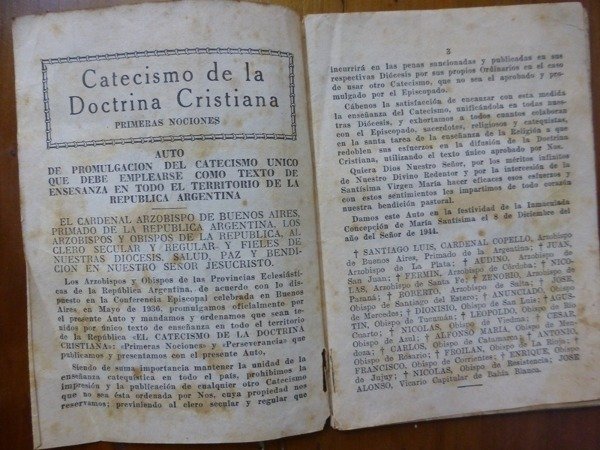 Catecismo de la
Doctrina Cristiana
PRIMERAS NOCIONES
AUTO
DE PROMULGACION DEL CATECISMO UNICO
QUE DEBE EMPLEARSE COMO TEXTO DE
ENSEÑANZA EN TODO EL TERRITORIO DE LA
REPUBLICA ARGENTINA
EL CARDENAL ARZOBISPO DE BUENOS AIRES,
PRIMADO DE LA REPUBLICA ARGENTINA, LOS
ARZOBISPOS Y OBISPOS DE LA REPUBLICA, AL
CLERO SECULAR Y REGULAR, Y FIELES DE
NUESTRAS DIOCESIS, SALUD, PAZ Y BENDI-
CION EN NUESTRO SEÑOR JESUCRISTO.
Los Arzobispos y Obispos de las Provincias Eclesiás-
ticas de la República Argentina, de acuerdo con lo dis-
puesto en la Conferencia Episcopal celebrada en Buenos
Aires en Mayo de 1936, promulgamos oficialmente por
el presente Auto y mandamos y ordenamos que sea teni-
dos por único texto de enseñanza en todo el territorio
de la República «EL CATECISMO DE LA DOCTRINA
CRISTIANA»: «Primeras Nociones» y «Perseverancia» que
publicamos y presentamos con el presente Auto.
Siendo de suma importancia mantener la unidad de la
enseñanza catequística en todo el país, prohibimos la
impresión y la publicación de cualquier otro Catecismo
que no sea ésta ordenada por Nos, cuya propiedad nos
reservamos; previniendo al clero secular y regular que
3
incurrirá en las penas sancionadas y publicadas en sus
respectivas Diócesis por sus propios Ordinarios en el caso
de usar otro Catecismo, que no sea el aprobado y pro-
mulgado por el Episcopado.
Cábenos la satisfacción de encauzar con esta medida
la enseñanza del Catecismo, unificándola en todas nues-
tras Diócesis, y exhortamos a todos cuantos colaboran
con el Episcopado, sacerdotes, religiosos y catequistas,
en la santa tarea de la enseñanza de la Religión a que
redoblen sus esfuerzos en la difusión de la Doctrina
Cristiana, utilizando el texto único aprobado por Nos.
Quiera Dios Nuestro Señor, por los méritos infinitos
de Nuestro Divino Redentor y por la intercesión de la
Santísima Virgen María hacer eficaces esos esfuerzos y
con estos sentimientos les impartimos de todo corazón
nuestra bendición pastoral.
Damos este Auto en la festividad de la Inmaculada
Concepción de María Santísima el 8 de Diciembre del
año del Señor de 1944.
† SANTIAGO LUIS, CARDENAL COPELLO, Arzobispo
de Buenos Aires, Primado de la Argentina; † JUAN,
Arzobispo de La Plata; † AUDINO, Arzobispo de
San Juan; † FERMIN, Arzobispo de Córdoba; † NICO-
LAS, Arzobispo de Santa Fe; † ZENOBIO, Arzobispo de
Paraná; † ROBERTO, Arzobispo de Salta; † JOSE,
Obispo de Santiago del Estero; † ANUNCIADO, Obispo
de Mercedes; † DIONISIO, Obispo de San Luis; † AGUS-
TIN, Obispo de Tucumán; † LEOPOLDO, Obispo de Río
Cuarto; † NICOLAS, Obispo de Viedma; † CESAR,
Obispo de Azul; † ALFONSO MARIA, Obispo de Men-
doza; † CARLOS, Obispo de Catamarca; † ANTONIO,
Obispo de Rosario; † FROILAN, Obispo de La Rioja; †
FRANCISCO, Obispo de Corrientes; † ENRIQUE, Obispo
de Jujuy; † NICOLAS, Obispo de Resistencia; JOSE
ALONSO, Vicario Capitular de Bahía Blanca.